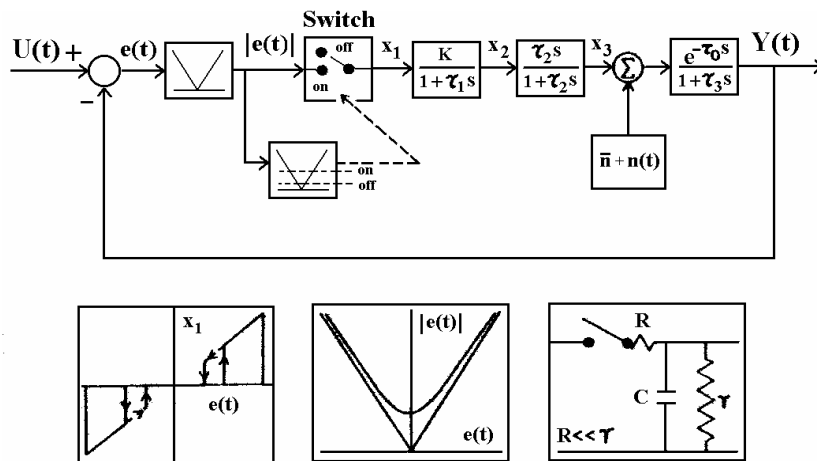 Switch
U(t) +
e(t)
|e(t)|
off
on
x₁
K
1+τ₁s
x₂
τ₂s
1+τ₂s
x₃
Σ
e^{-τ₀s}
1+τ₃s
Y(t)
−
on
off
n̄ + n(t)
x₁
e(t)
|e(t)|
e(t)
R
C
τ
R<<τ